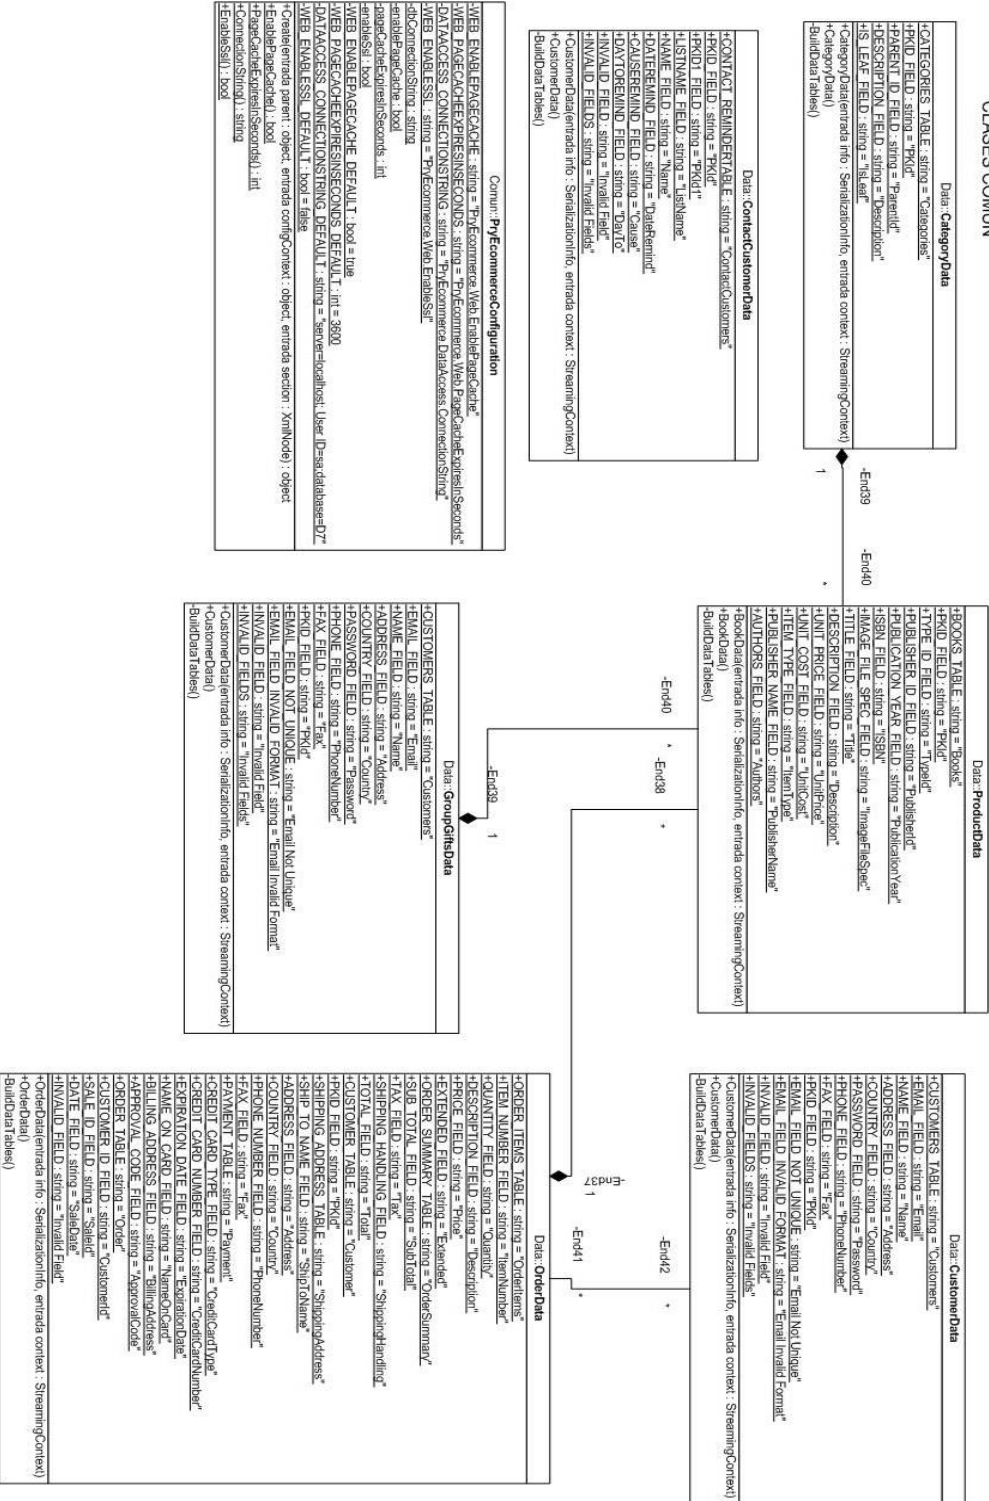 CLASES COMUN
Data::CategoryData
+CATEGORIES_TABLE : string = "Categories"
+PKID_FIELD : string = "PKId"
+PARENT_ID_FIELD : string = "ParentId"
+DESCRIPTION_FIELD : string = "Description"
+IS_LEAF_FIELD : string = "IsLeaf"
+CategoryData(entrada info : SerializationInfo, entrada context : StreamingContext)
+CategoryData()
-BuildDataTables()
-End39
1
-End40
*
Data::ProductData
+BOOKS_TABLE : string = "Books"
+PKID_FIELD : string = "PKId"
+TYPE_ID_FIELD : string = "TypeId"
+PUBLISHER_ID_FIELD : string = "PublisherId"
+PUBLICATION_YEAR_FIELD : string = "PublicationYear"
+ISBN_FIELD : string = "ISBN"
+IMAGE_FILE_SPEC_FIELD : string = "ImageFileSpec"
+TITLE_FIELD : string = "Title"
+DESCRIPTION_FIELD : string = "Description"
+UNIT_PRICE_FIELD : string = "UnitPrice"
+UNIT_COST_FIELD : string = "UnitCost"
+ITEM_TYPE_FIELD : string = "ItemType"
+PUBLISHER_NAME_FIELD : string = "PublisherName"
+AUTHORS_FIELD : string = "Authors"
+BookData(entrada info : SerializationInfo, entrada context : StreamingContext)
+BookData()
-BuildDataTables()
Data::CustomerData
+CUSTOMERS_TABLE : string = "Customers"
+EMAIL_FIELD : string = "Email"
+NAME_FIELD : string = "Name"
+ADDRESS_FIELD : string = "Address"
+COUNTRY_FIELD : string = "Country"
+PASSWORD_FIELD : string = "Password"
+PHONE_FIELD : string = "PhoneNumber"
+FAX_FIELD : string = "Fax"
+PKID_FIELD : string = "PKId"
+EMAIL_FIELD_NOT_UNIQUE : string = "Email Not Unique"
+EMAIL_FIELD_INVALID_FORMAT : string = "Email Invalid Format"
+INVALID_FIELD : string = "Invalid Field"
+INVALID_FIELDS : string = "Invalid Fields"
+CustomerData(entrada info : SerializationInfo, entrada context : StreamingContext)
+CustomerData()
-BuildDataTables()
Data::ContactCustomerData
+CONTACT_REMINDERTABLE : string = "ContactCustomers"
+PKID_FIELD : string = "PKId"
+PKID1_FIELD : string = "PKId1"
+LISTNAME_FIELD : string = "ListName"
+NAME_FIELD : string = "Name"
+DATEREMIND_FIELD : string = "DateRemind"
+CAUSEREMIND_FIELD : string = "Cause"
+DAYTOREMIND_FIELD : string = "DayTo"
+INVALID_FIELD : string = "Invalid Field"
+INVALID_FIELDS : string = "Invalid Fields"
+CustomerData(entrada info : SerializationInfo, entrada context : StreamingContext)
+CustomerData()
-BuildDataTables()
-End40
*
-End38
*
-End39
1
-End37
1
-End42
*
-End41
*
Comun::PryEcommerceConfiguration
-WEB_ENABLEPAGECACHE : string = "PryEcommerce.Web.EnablePageCache"
-WEB_PAGECACHEEXPIRESINSECONDS : string = "PryEcommerce.Web.PageCacheExpiresInSeconds"
-DATAACCESS_CONNECTIONSTRING : string = "PryEcommerce.DataAccess.ConnectionString"
-WEB_ENABLESSL : string = "PryEcommerce.Web.EnableSsl"
-dbConnectionString : string
-enablePageCache : bool
-pageCacheExpiresInSeconds : int
-enableSsl : bool
-WEB_ENABLEPAGECACHE_DEFAULT : bool = true
-WEB_PAGECACHEEXPIRESINSECONDS_DEFAULT : int = 3600
-DATAACCESS_CONNECTIONSTRING_DEFAULT : string = "server=localhost; User ID=sa;database=D7"
-WEB_ENABLESSL_DEFAULT : bool = false
+Create(entrada parent : object, entrada configContext : object, entrada section : XmlNode) : object
+EnablePageCache() : bool
+PageCacheExpiresInSeconds() : int
+ConnectionString() : string
+EnableSsl() : bool
Data::GroupGiftsData
+CUSTOMERS_TABLE : string = "Customers"
+EMAIL_FIELD : string = "Email"
+NAME_FIELD : string = "Name"
+ADDRESS_FIELD : string = "Address"
+COUNTRY_FIELD : string = "Country"
+PASSWORD_FIELD : string = "Password"
+PHONE_FIELD : string = "PhoneNumber"
+FAX_FIELD : string = "Fax"
+PKID_FIELD : string = "PKId"
+EMAIL_FIELD_NOT_UNIQUE : string = "Email Not Unique"
+EMAIL_FIELD_INVALID_FORMAT : string = "Email Invalid Format"
+INVALID_FIELD : string = "Invalid Field"
+INVALID_FIELDS : string = "Invalid Fields"
+CustomerData(entrada info : SerializationInfo, entrada context : StreamingContext)
+CustomerData()
-BuildDataTables()
Data::OrderData
+ORDER_ITEMS_TABLE : string = "OrderItems"
+ITEM_NUMBER_FIELD : string = "ItemNumber"
+QUANTITY_FIELD : string = "Quantity"
+DESCRIPTION_FIELD : string = "Description"
+PRICE_FIELD : string = "Price"
+EXTENDED_FIELD : string = "Extended"
+ORDER_SUMMARY_TABLE : string = "OrderSummary"
+SUB_TOTAL_FIELD : string = "SubTotal"
+TAX_FIELD : string = "Tax"
+SHIPPING_HANDLING_FIELD : string = "ShippingHandling"
+TOTAL_FIELD : string = "Total"
+CUSTOMER_TABLE : string = "Customer"
+PKID_FIELD : string = "PKId"
+SHIPPING_ADDRESS_TABLE : string = "ShippingAddress"
+SHIP_TO_NAME_FIELD : string = "ShipToName"
+ADDRESS_FIELD : string = "Address"
+COUNTRY_FIELD : string = "Country"
+PHONE_NUMBER_FIELD : string = "PhoneNumber"
+FAX_FIELD : string = "Fax"
+PAYMENT_TEABLE : string = "Payment"
+CREDIT_CARD_TYPE_FIELD : string = "CreditCardType"
+CREDIT_CARD_NUMBER_FIELD : string = "CreditCardNumber"
+EXPIRATION_DATE_FIELD : string = "ExpirationDate"
+NAME_ON_CARD_FIELD : string = "NameOnCard"
+BILLING_ADDRESS_FIELD : string = "BillingAddress"
+APPROVAL_CODE_FIELD : string = "ApprovalCode"
+ORDER_TABLE : string = "Order"
+CUSTOMER_ID_FIELD : string = "CustomerId"
+SALE_ID_FIELD : string = "SaleId"
+DATE_FIELD : string = "SaleDate"
+INVALID_FIELD : string = "Invalid Field"
+OrderData(entrada info : SerializationInfo, entrada context : StreamingContext)
+OrderData()
-BuildDataTables()